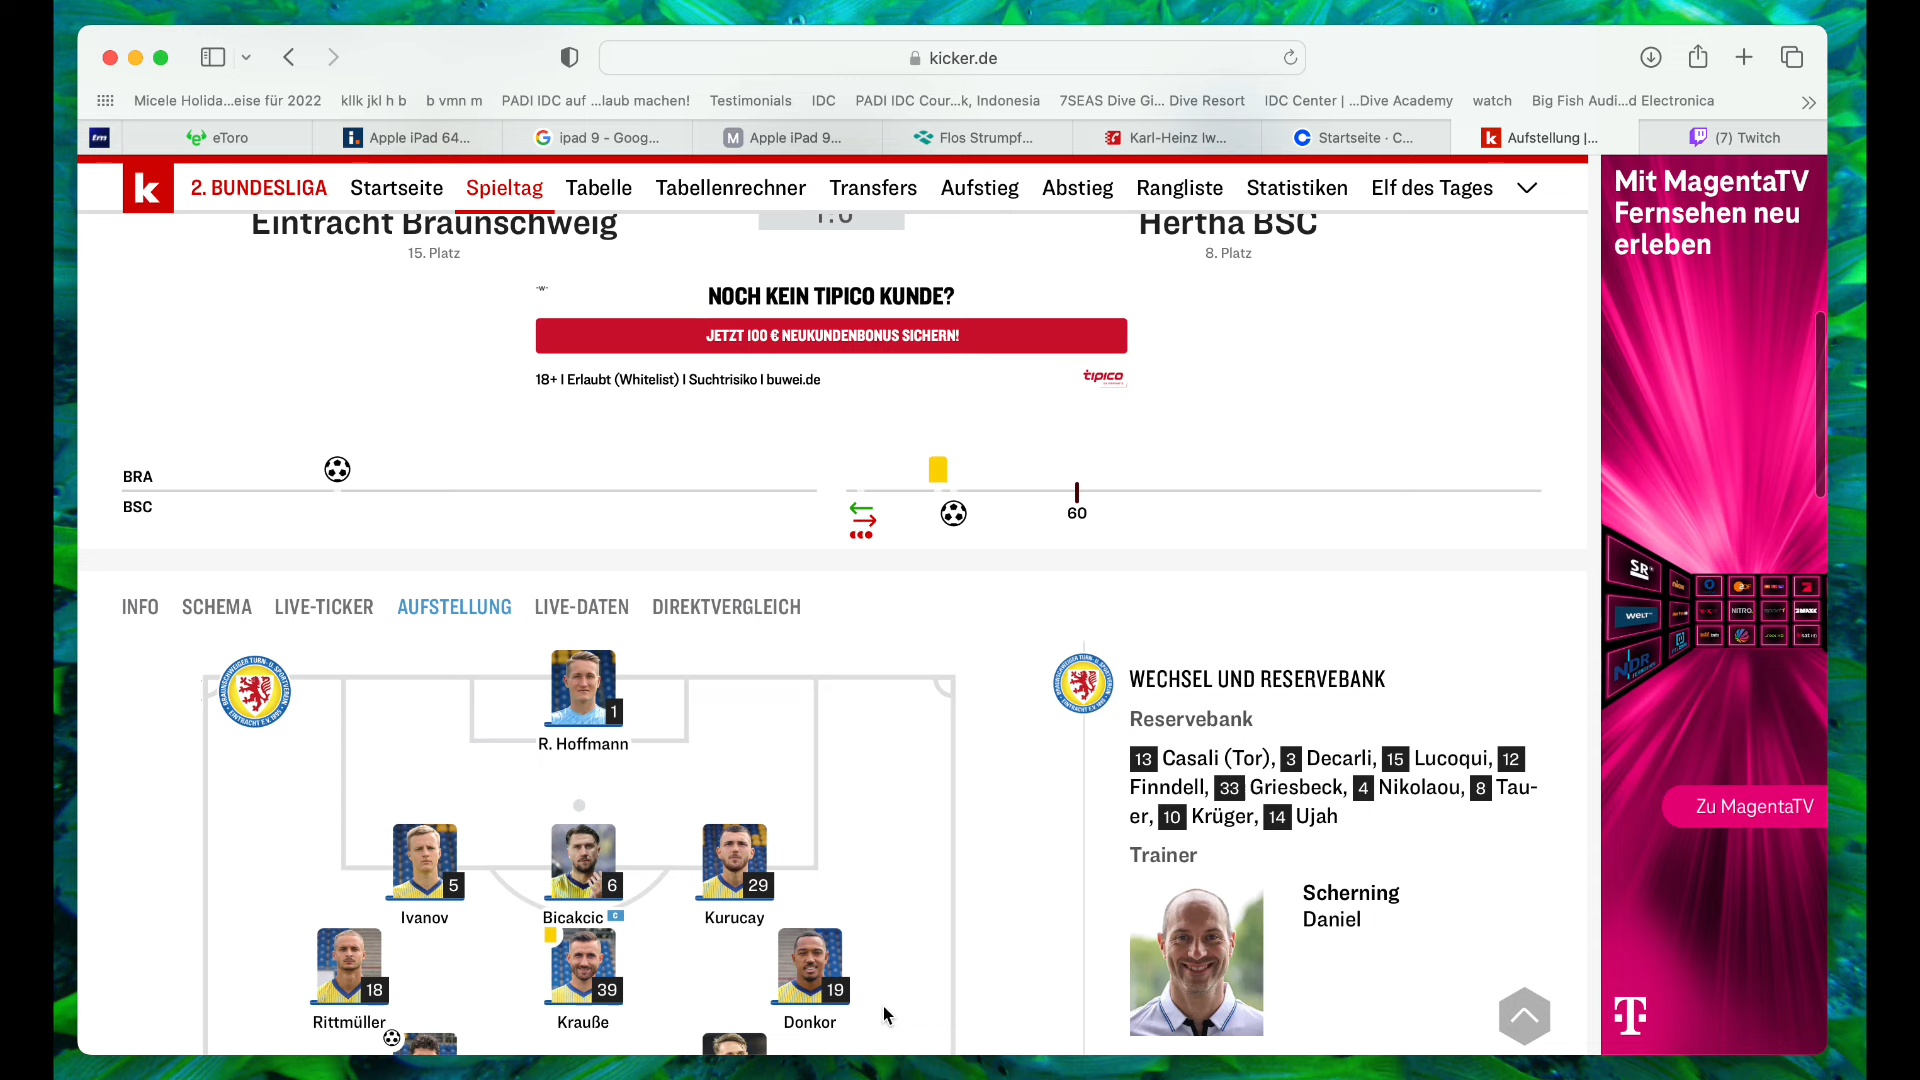 kicker.de
Micele Holida...eise für 2022
kllk jkl h b
b vmn m
PADI IDC auf ...laub machen!
Testimonials
IDC
PADI IDC Cour...k, Indonesia
7SEAS Dive Gi... Dive Resort
IDC Center | ...Dive Academy
watch
Big Fish Audi...d Electronica
tm
eToro
Apple iPad 64...
ipad 9 - Goog...
Apple iPad 9...
Flos Strumpf...
Karl-Heinz Iw...
Startseite · C...
Aufstellung |...
(7) Twitch
k
2. BUNDESLIGA
Startseite
Spieltag
Tabelle
Tabellenrechner
Transfers
Aufstieg
Abstieg
Rangliste
Statistiken
Elf des Tages
Eintracht Braunschweig
Hertha BSC
15. Platz
8. Platz
-w-
NOCH KEIN TIPICO KUNDE?
JETZT 100 € NEUKUNDENBONUS SICHERN!
18+ I Erlaubt (Whitelist) I Suchtrisiko I buwei.de
tipico
BRA
BSC
60
INFO
SCHEMA
LIVE-TICKER
AUFSTELLUNG
LIVE-DATEN
DIREKTVERGLEICH
1
R. Hoffmann
5
Ivanov
6
Bicakcic C
29
Kurucay
18
Rittmüller
39
Krauße
19
Donkor
WECHSEL UND RESERVEBANK
Reservebank
13 Casali (Tor), 3 Decarli, 15 Lucoqui, 12
Finndell, 33 Griesbeck, 4 Nikolaou, 8 Tau-
er, 10 Krüger, 14 Ujah
Trainer
Scherning
Daniel
Mit MagentaTV
Fernsehen neu
erleben
SR
WELT
NDR
ZDF
NITRO
Zu MagentaTV
T